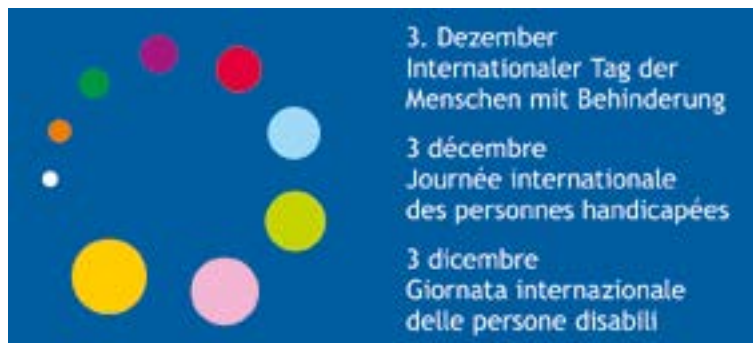 3. Dezember
Internationaler Tag der
Menschen mit Behinderung
3 décembre
Journée internationale
des personnes handicapées
3 dicembre
Giornata internazionale
delle persone disabili